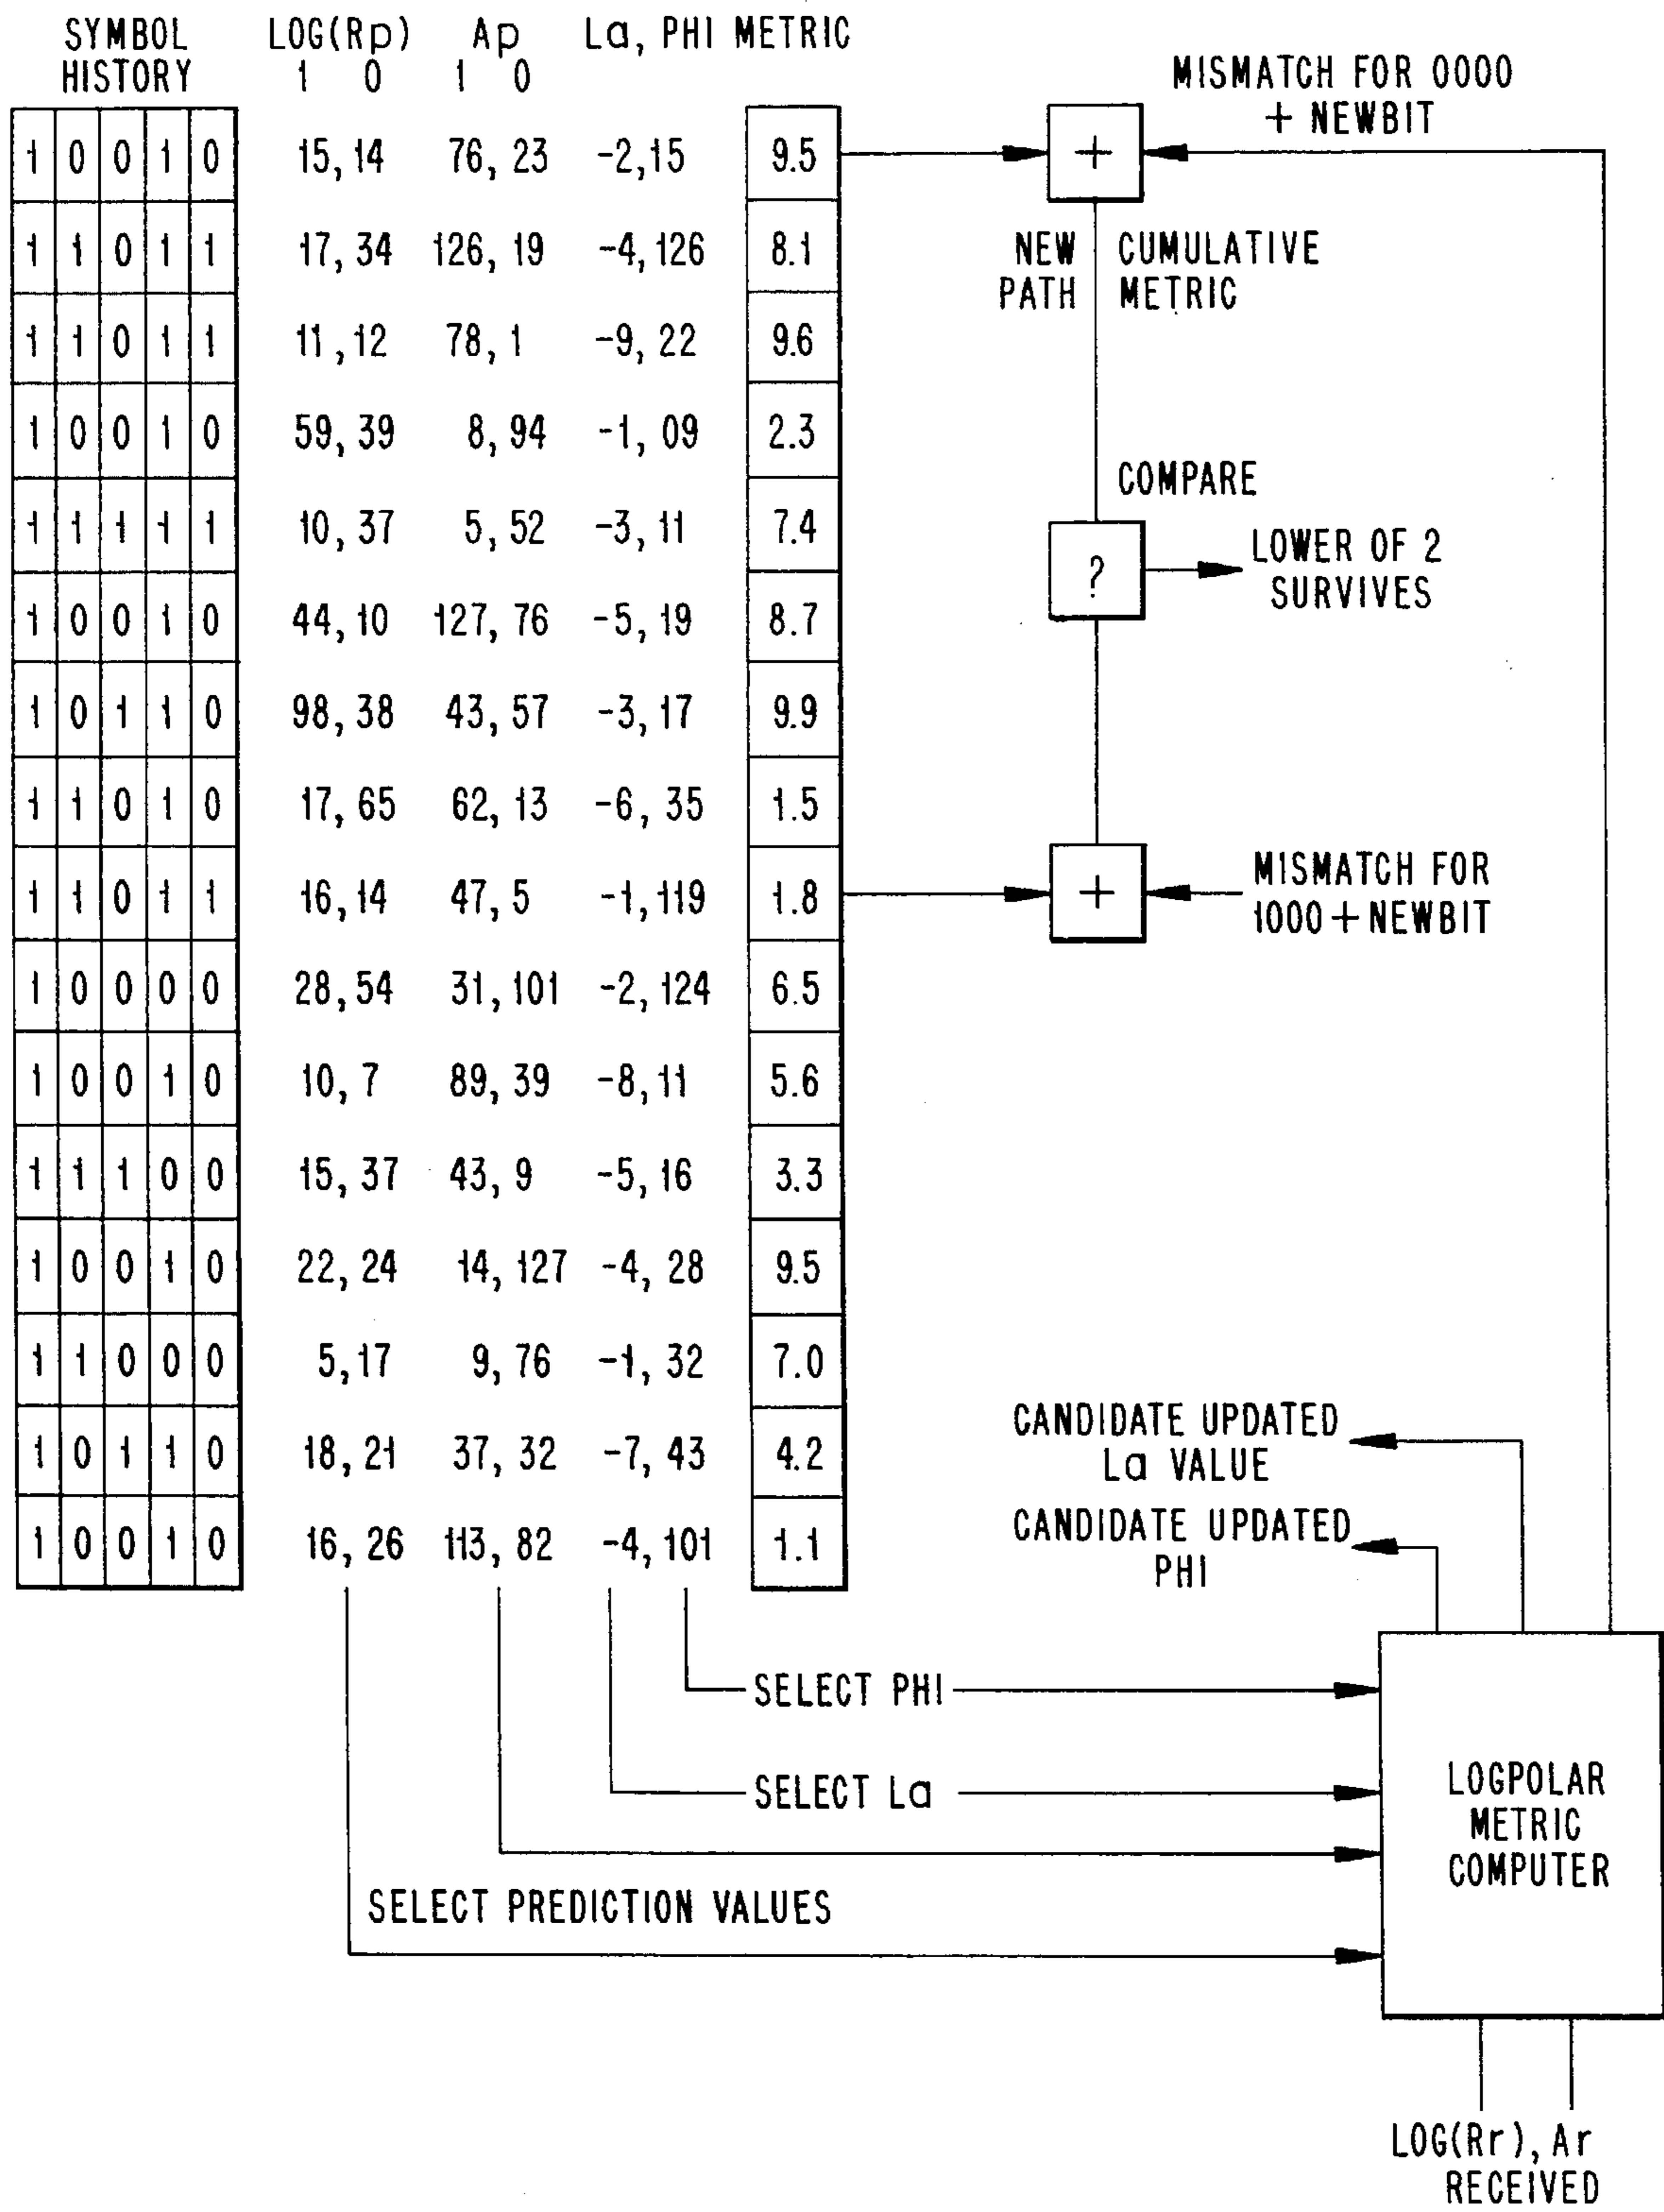 SYMBOL HISTORY LOG(Rp) Ap La, PHI METRIC
1 0 1 0
1 0 0 1 0 15, 14 76, 23 -2, 15 9.5
1 1 0 1 1 17, 34 126, 19 -4, 126 8.1
1 1 0 1 1 11, 12 78, 1 -9, 22 9.6
1 0 0 1 0 59, 39 8, 94 -1, 09 2.3
1 1 1 1 1 10, 37 5, 52 -3, 11 7.4
1 0 0 1 0 44, 10 127, 76 -5, 19 8.7
1 0 1 1 0 98, 38 43, 57 -3, 17 9.9
1 1 0 1 0 17, 65 62, 13 -6, 35 1.5
1 1 0 1 1 16, 14 47, 5 -1, 119 1.8
1 0 0 0 0 28, 54 31, 101 -2, 124 6.5
1 0 0 1 0 10, 7 89, 39 -8, 11 5.6
1 1 1 0 0 15, 37 43, 9 -5, 16 3.3
1 0 0 1 0 22, 24 14, 127 -4, 28 9.5
1 1 0 0 0 5, 17 9, 76 -1, 32 7.0
1 0 1 1 0 18, 21 37, 32 -7, 43 4.2
1 0 0 1 0 16, 26 113, 82 -4, 101 1.1
MISMATCH FOR 0000
+ NEWBIT
+
NEW CUMULATIVE
PATH METRIC
COMPARE
?
LOWER OF 2
SURVIVES
+
MISMATCH FOR
1000 + NEWBIT
CANDIDATE UPDATED
La VALUE
CANDIDATE UPDATED
PHI
SELECT PHI
SELECT La
SELECT PREDICTION VALUES
LOGPOLAR
METRIC
COMPUTER
LOG(Rr), Ar
RECEIVED